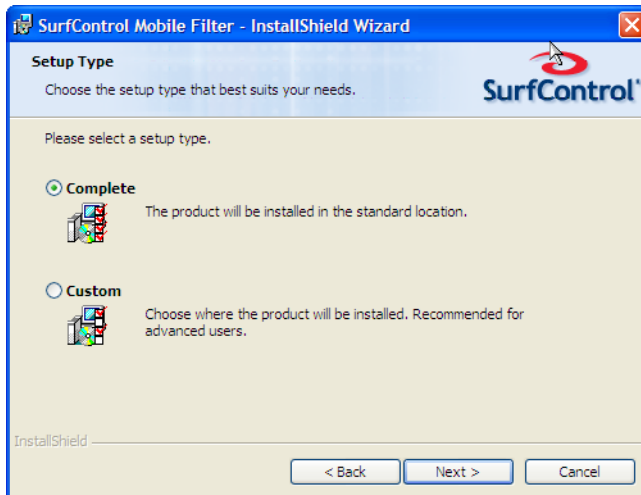 SurfControl Mobile Filter - InstallShield Wizard
Setup Type
Choose the setup type that best suits your needs.
SurfControl
Please select a setup type.
Complete
The product will be installed in the standard location.
Custom
Choose where the product will be installed. Recommended for
advanced users.
InstallShield
< Back
Next >
Cancel